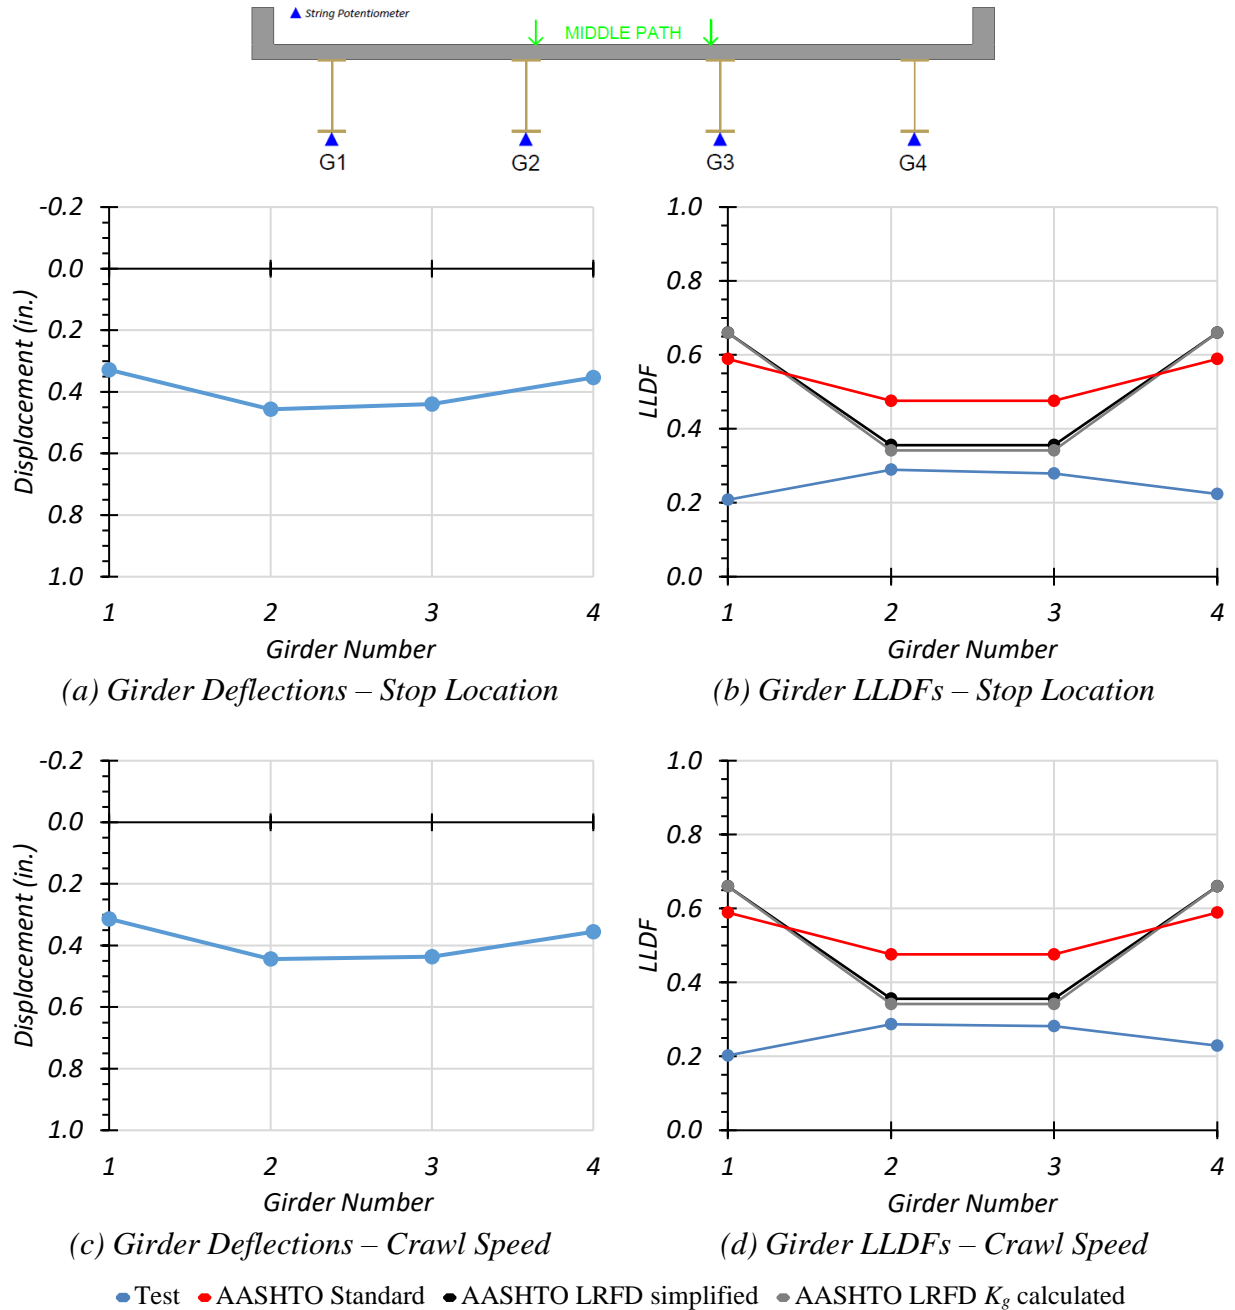 String Potentiometer
MIDDLE PATH
G1 G2 G3 G4
-0.2
0.0
0.2
0.4
0.6
0.8
1.0
Displacement (in.)
1 2 3 4
Girder Number
(a) Girder Deflections – Stop Location
1.0
0.8
0.6
0.4
0.2
0.0
LLDF
1 2 3 4
Girder Number
(b) Girder LLDFs – Stop Location
-0.2
0.0
0.2
0.4
0.6
0.8
1.0
Displacement (in.)
1 2 3 4
Girder Number
(c) Girder Deflections – Crawl Speed
1.0
0.8
0.6
0.4
0.2
0.0
LLDF
1 2 3 4
Girder Number
(d) Girder LLDFs – Crawl Speed
Test AASHTO Standard AASHTO LRFD simplified AASHTO LRFD Kg calculated